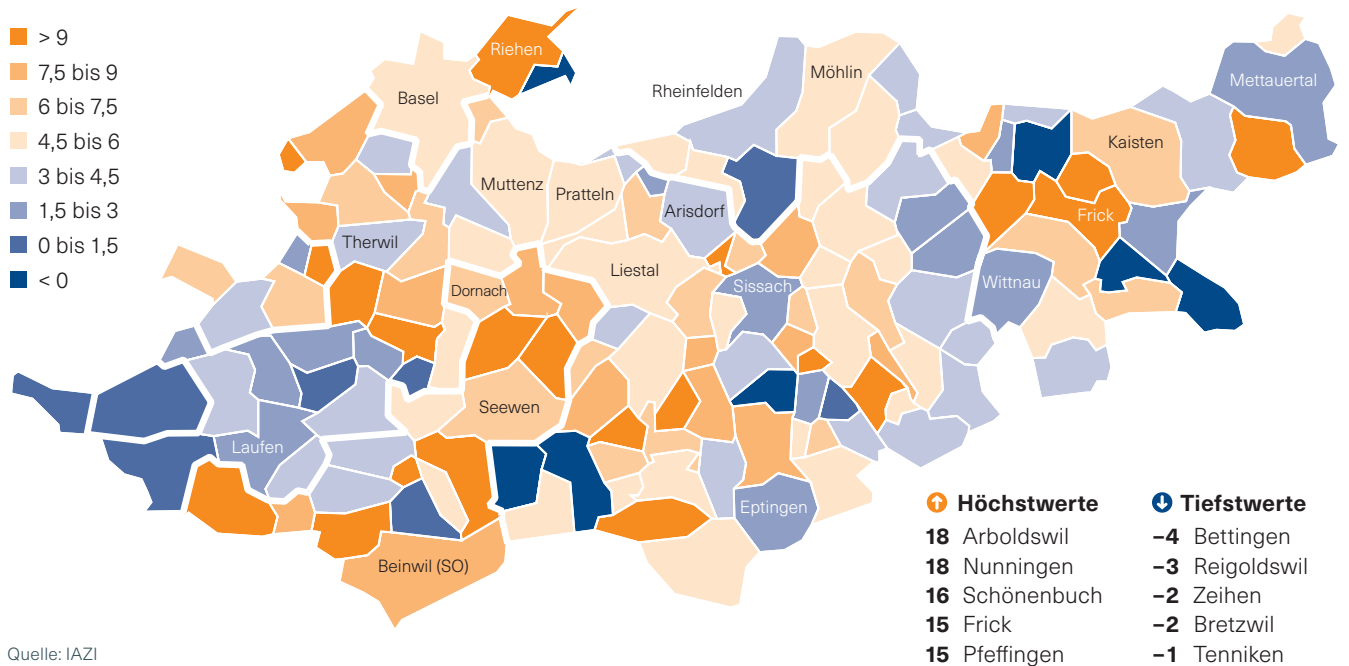 > 9
7,5 bis 9
6 bis 7,5
4,5 bis 6
3 bis 4,5
1,5 bis 3
0 bis 1,5
< 0
Riehen
Basel
Rheinfelden
Möhlin
Mettauertal
Kaisten
Muttenz
Pratteln
Arisdorf
Frick
Therwil
Liestal
Dornach
Sissach
Wittnau
Seewen
Laufen
Eptingen
Beinwil (SO)
Höchstwerte
18 Arboldswil
18 Nunningen
16 Schönenbuch
15 Frick
15 Pfeffingen
Tiefstwerte
–4 Bettingen
–3 Reigoldswil
–2 Zeihen
–2 Bretzwil
–1 Tenniken
Quelle: IAZI